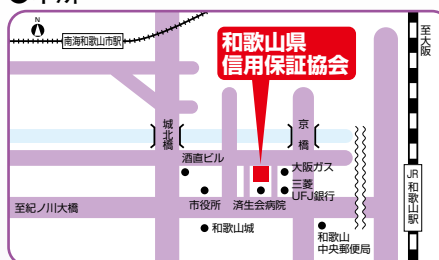 N
南海和歌山市駅
和歌山県
信用保証協会
至大阪
城北橋
京橋
酒直ビル
大阪ガス
三菱
UFJ銀行
市役所
済生会病院
JR和歌山駅
至紀ノ川大橋
和歌山城
和歌山
中央郵便局